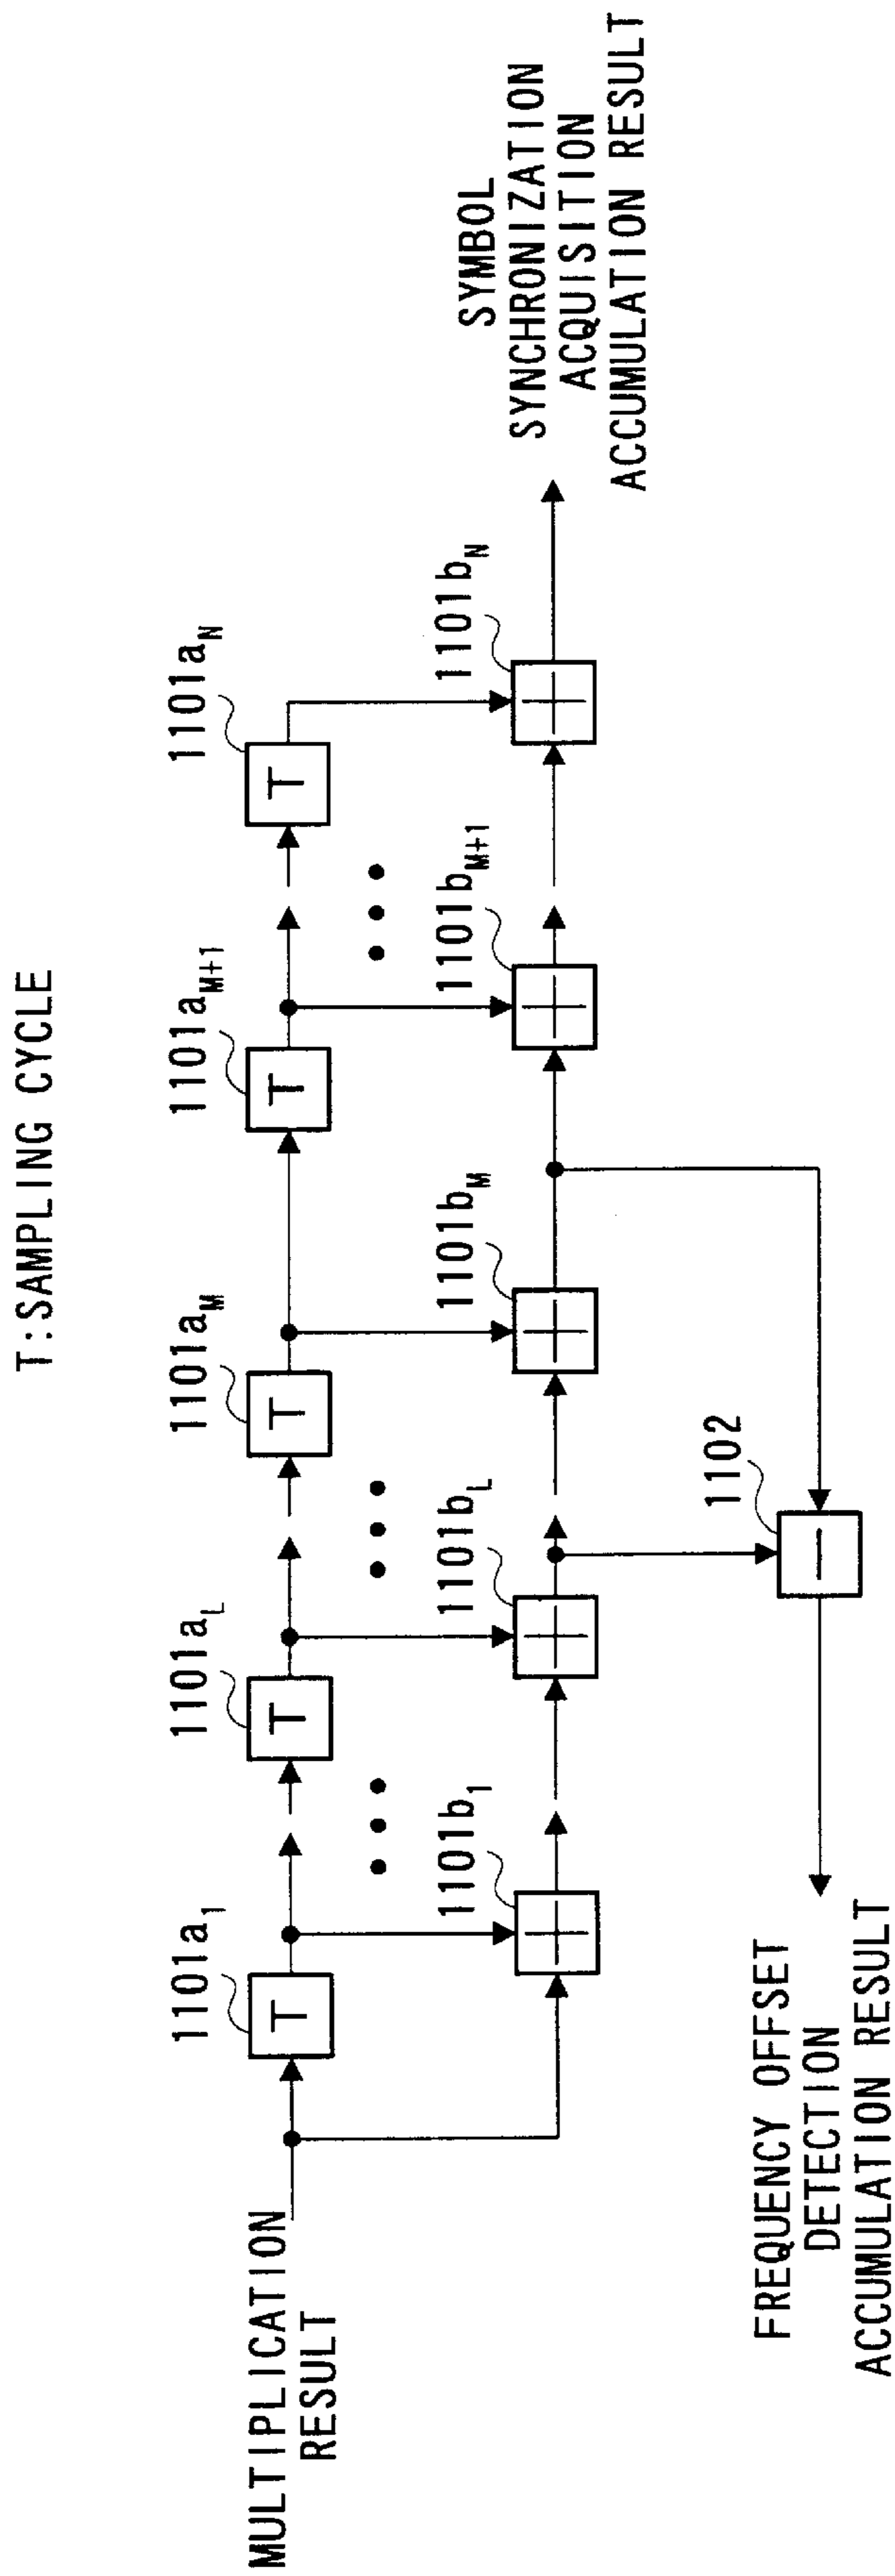 T:SAMPLING CYCLE
1101a1
1101aL
1101aM
1101aM+1
1101aN
T
T
T
T
T
MULTIPLICATION
RESULT
1101b1
1101bL
1101bM
1101bM+1
1101bN
+
+
+
+
+
SYMBOL
SYNCHRONIZATION
ACQUISITION
ACCUMULATION RESULT
1102
−
FREQUENCY OFFSET
DETECTION
ACCUMULATION RESULT